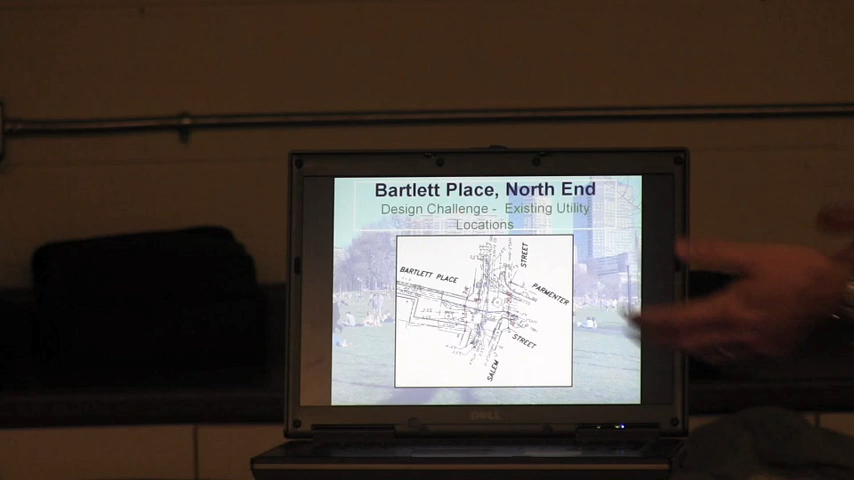 Bartlett Place, North End
Design Challenge - Existing Utility
Locations
STREET
BARTLETT PLACE
PARMENTER
STREET
SALEM
DELL